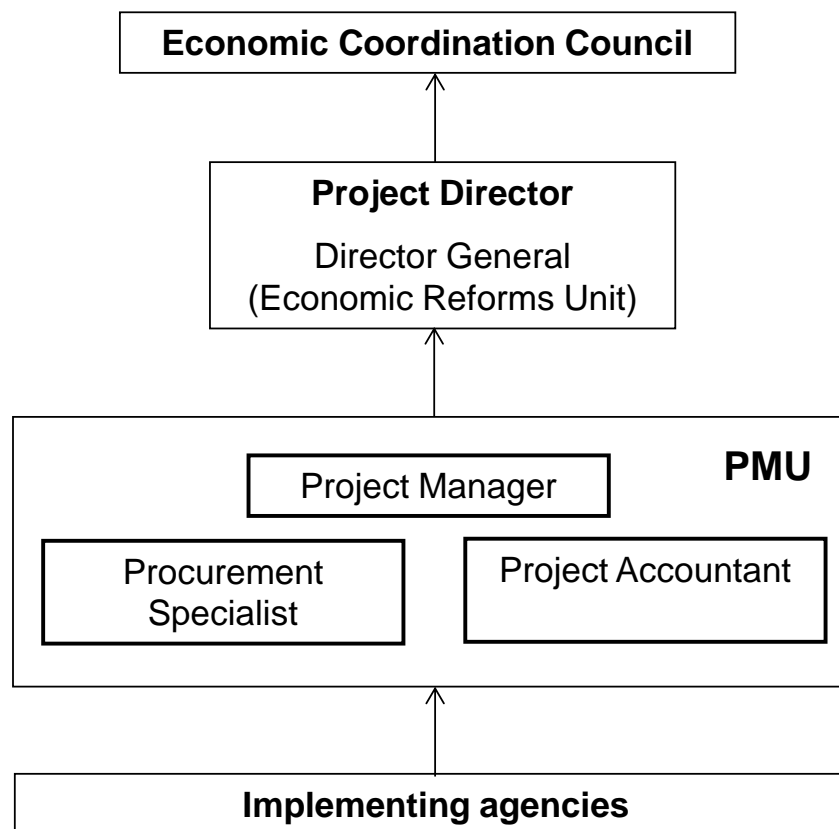 Economic Coordination Council
Project Director
Director General
(Economic Reforms Unit)
PMU
Project Manager
Procurement
Specialist
Project Accountant
Implementing agencies